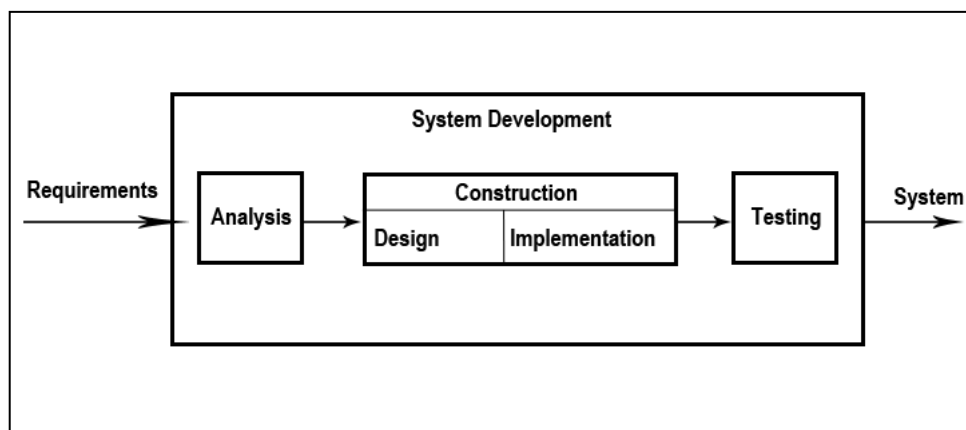 System Development
Requirements
Analysis
Construction
Design
Implementation
Testing
System